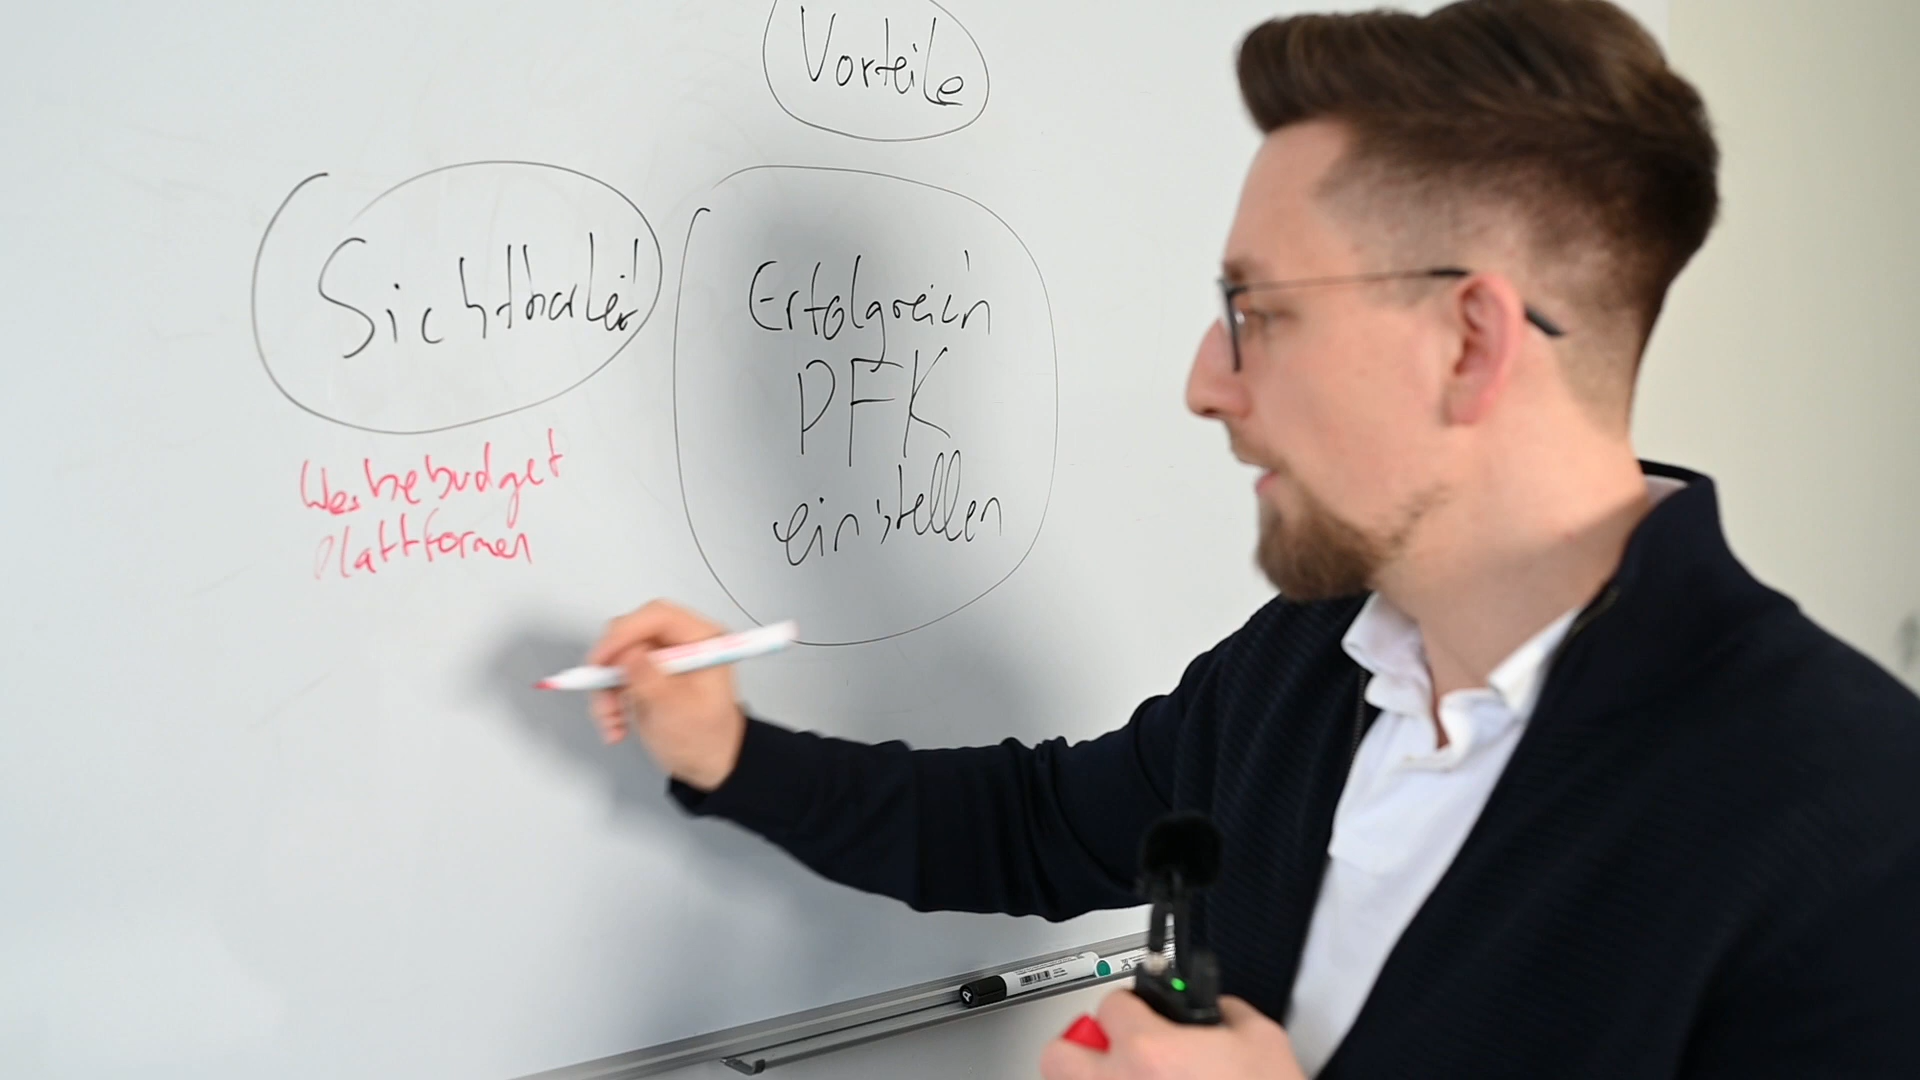 Vorteile
Sichtbarkeit
Werbebudget
Plattformen
Erfolgreich
PFK
einstellen